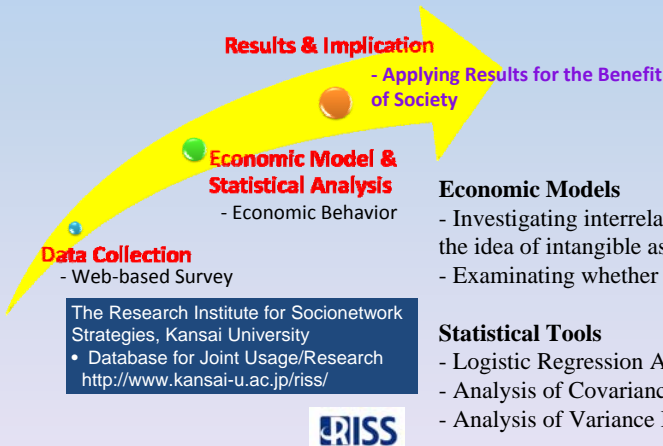 Results & Implication
- Applying Results for the Benefit
of Society
Economic Model &
Statistical Analysis
- Economic Behavior
Data Collection
- Web-based Survey
The Research Institute for Socionetwork
Strategies, Kansai University
• Database for Joint Usage/Research
http://www.kansai-u.ac.jp/riss/
RISS
Economic Models
- Investigating
the idea of intangible
- Examinating whether
Statistical Tools
- Logistic Regression
- Analysis of
- Analysis of Variance